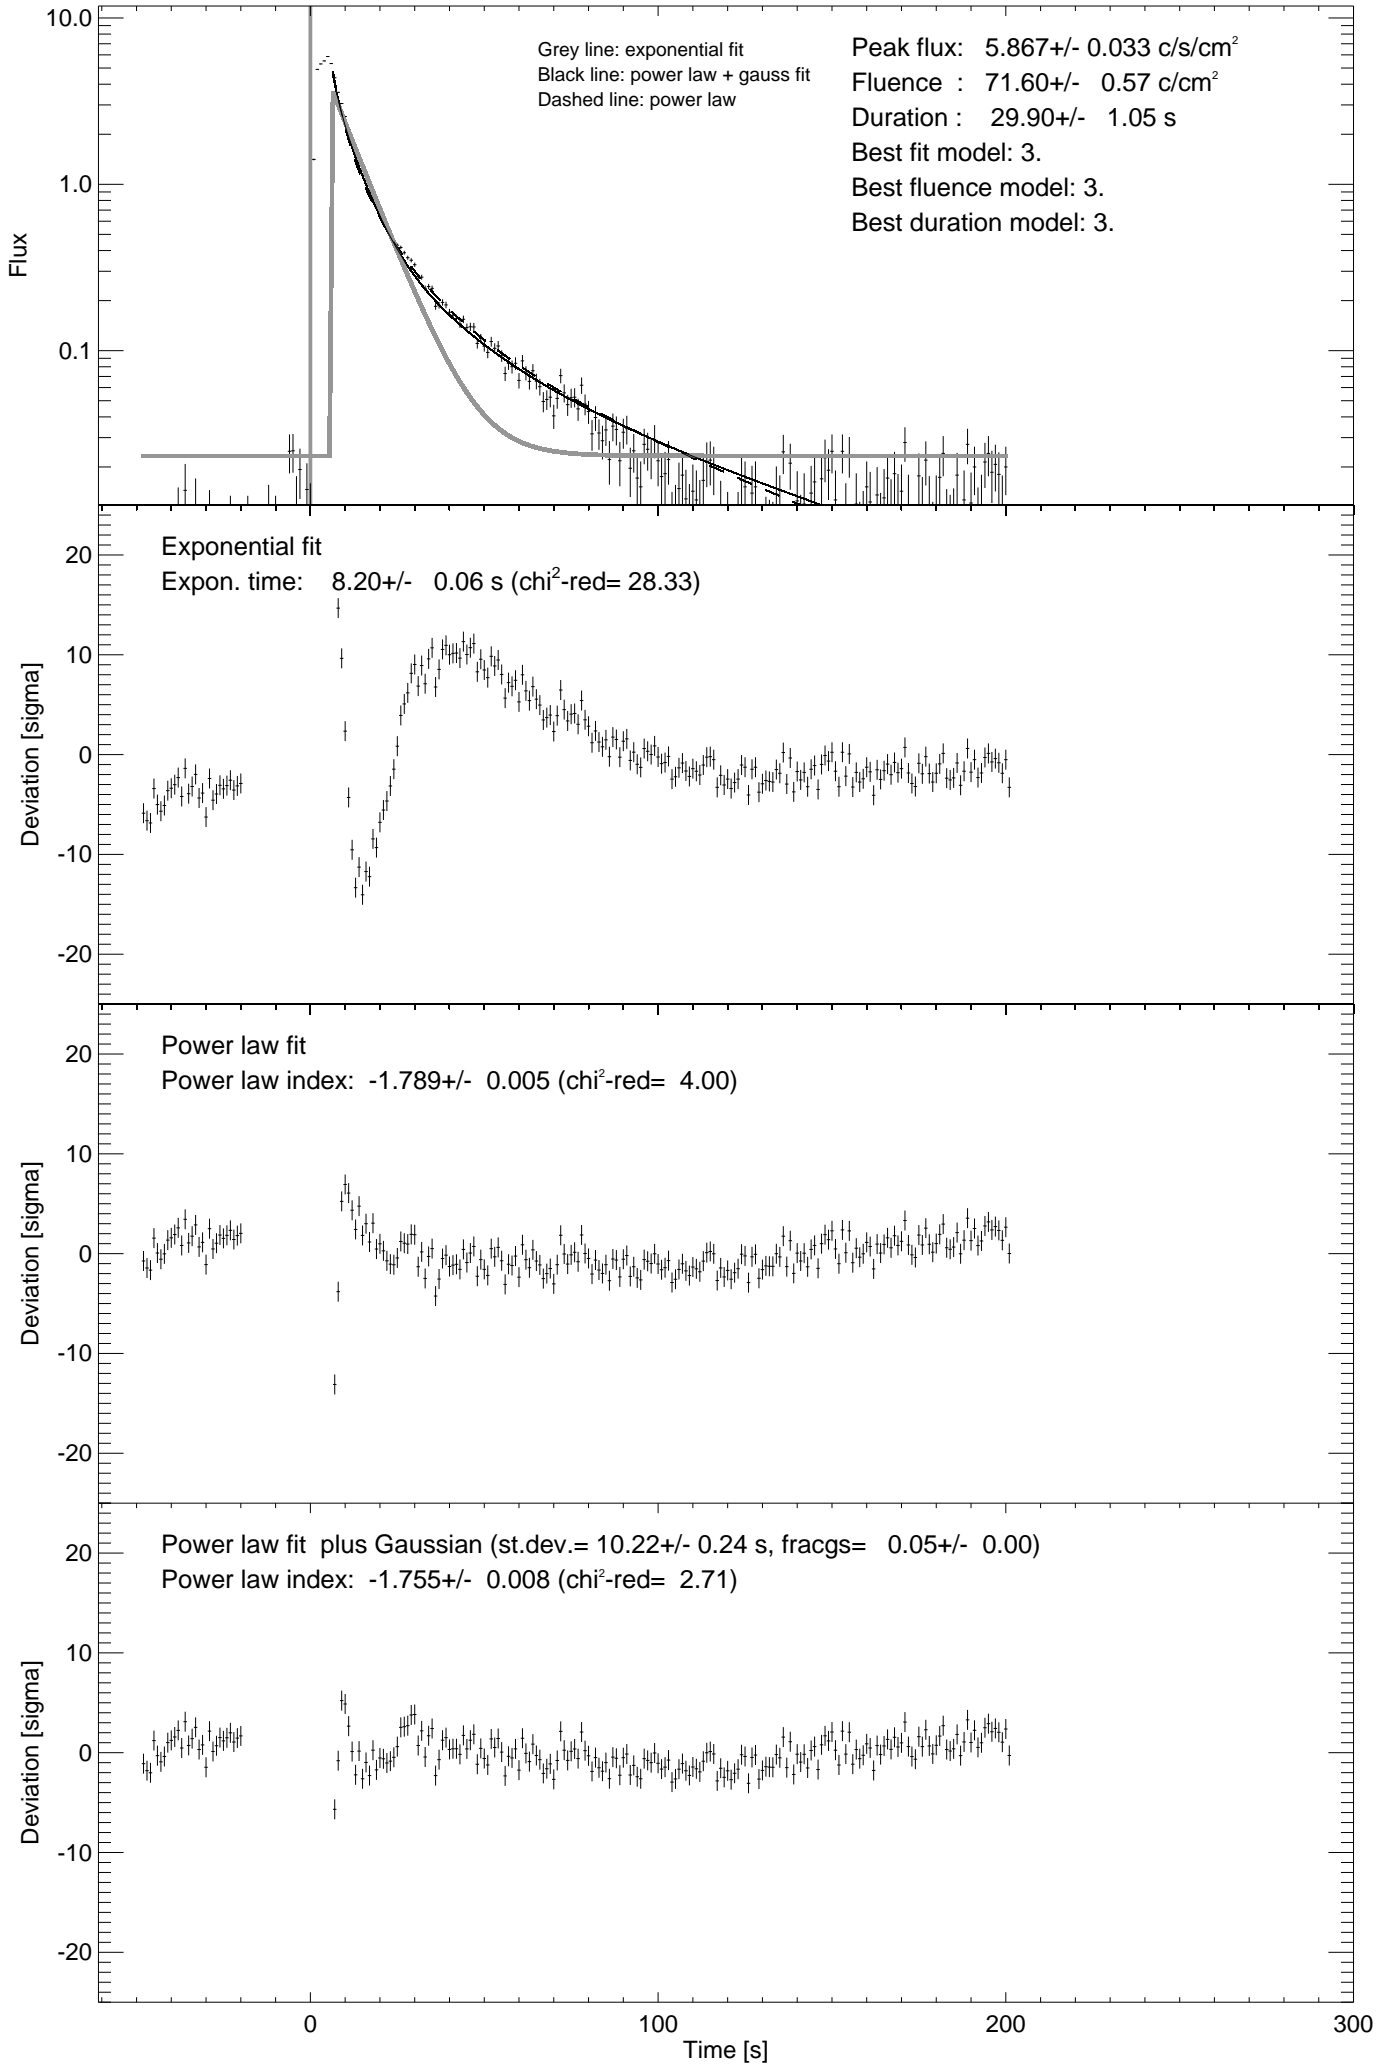 Grey line: exponential fit
Black line: power law + gauss fit
Dashed line: power law
Peak flux: 5.867+/- 0.033 c/s/cm²
Fluence : 71.60+/- 0.57 c/cm²
Duration : 29.90+/- 1.05 s
Best fit model: 3.
Best fluence model: 3.
Best duration model: 3.
10.0
1.0
0.1
Flux
Exponential fit
Expon. time: 8.20+/- 0.06 s (chi²-red= 28.33)
20
10
0
-10
-20
Deviation [sigma]
Power law fit
Power law index: -1.789+/- 0.005 (chi²-red= 4.00)
20
10
0
-10
-20
Deviation [sigma]
Power law fit plus Gaussian (st.dev.= 10.22+/- 0.24 s, fracgs= 0.05+/- 0.00)
Power law index: -1.755+/- 0.008 (chi²-red= 2.71)
20
10
0
-10
-20
Deviation [sigma]
0 100 200 300
Time [s]